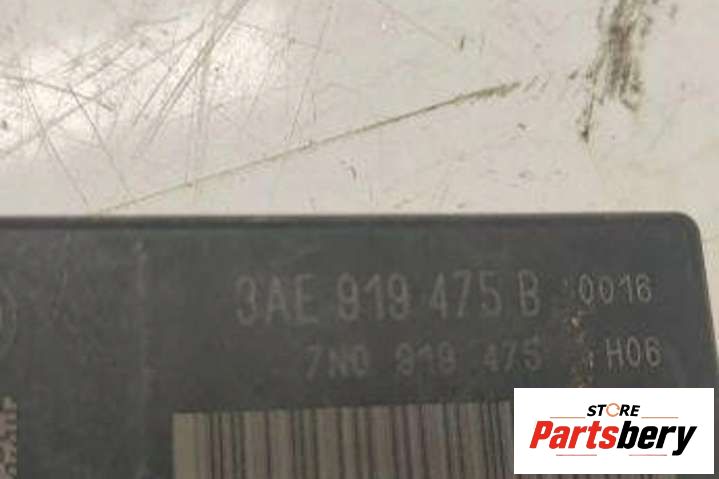 3AE 919 475 B 0016
7N0 919 475 H06
STORE
Partsbery